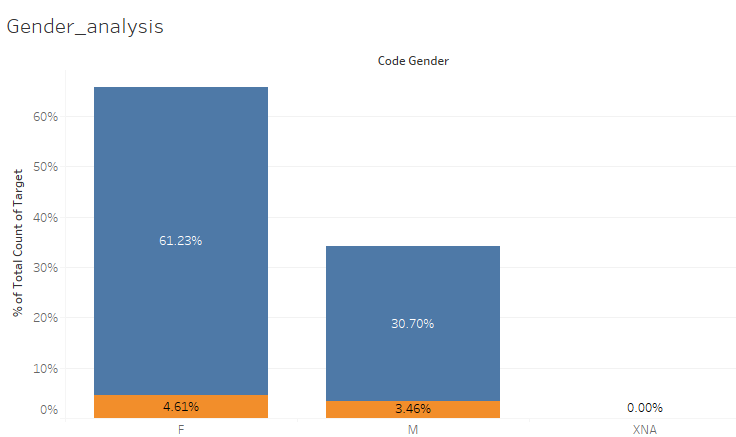 Gender_analysis
Code Gender
% of Total Count of Target
60%
50%
40%
30%
20%
10%
0%
61.23%
4.61%
30.70%
3.46%
0.00%
F
M
XNA